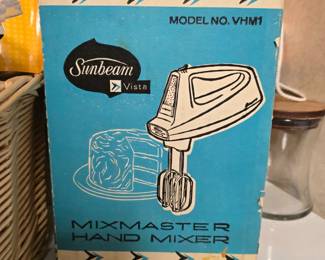 MODEL NO. VHM1
Sunbeam
Vista
MIXMASTER
HAND MIXER